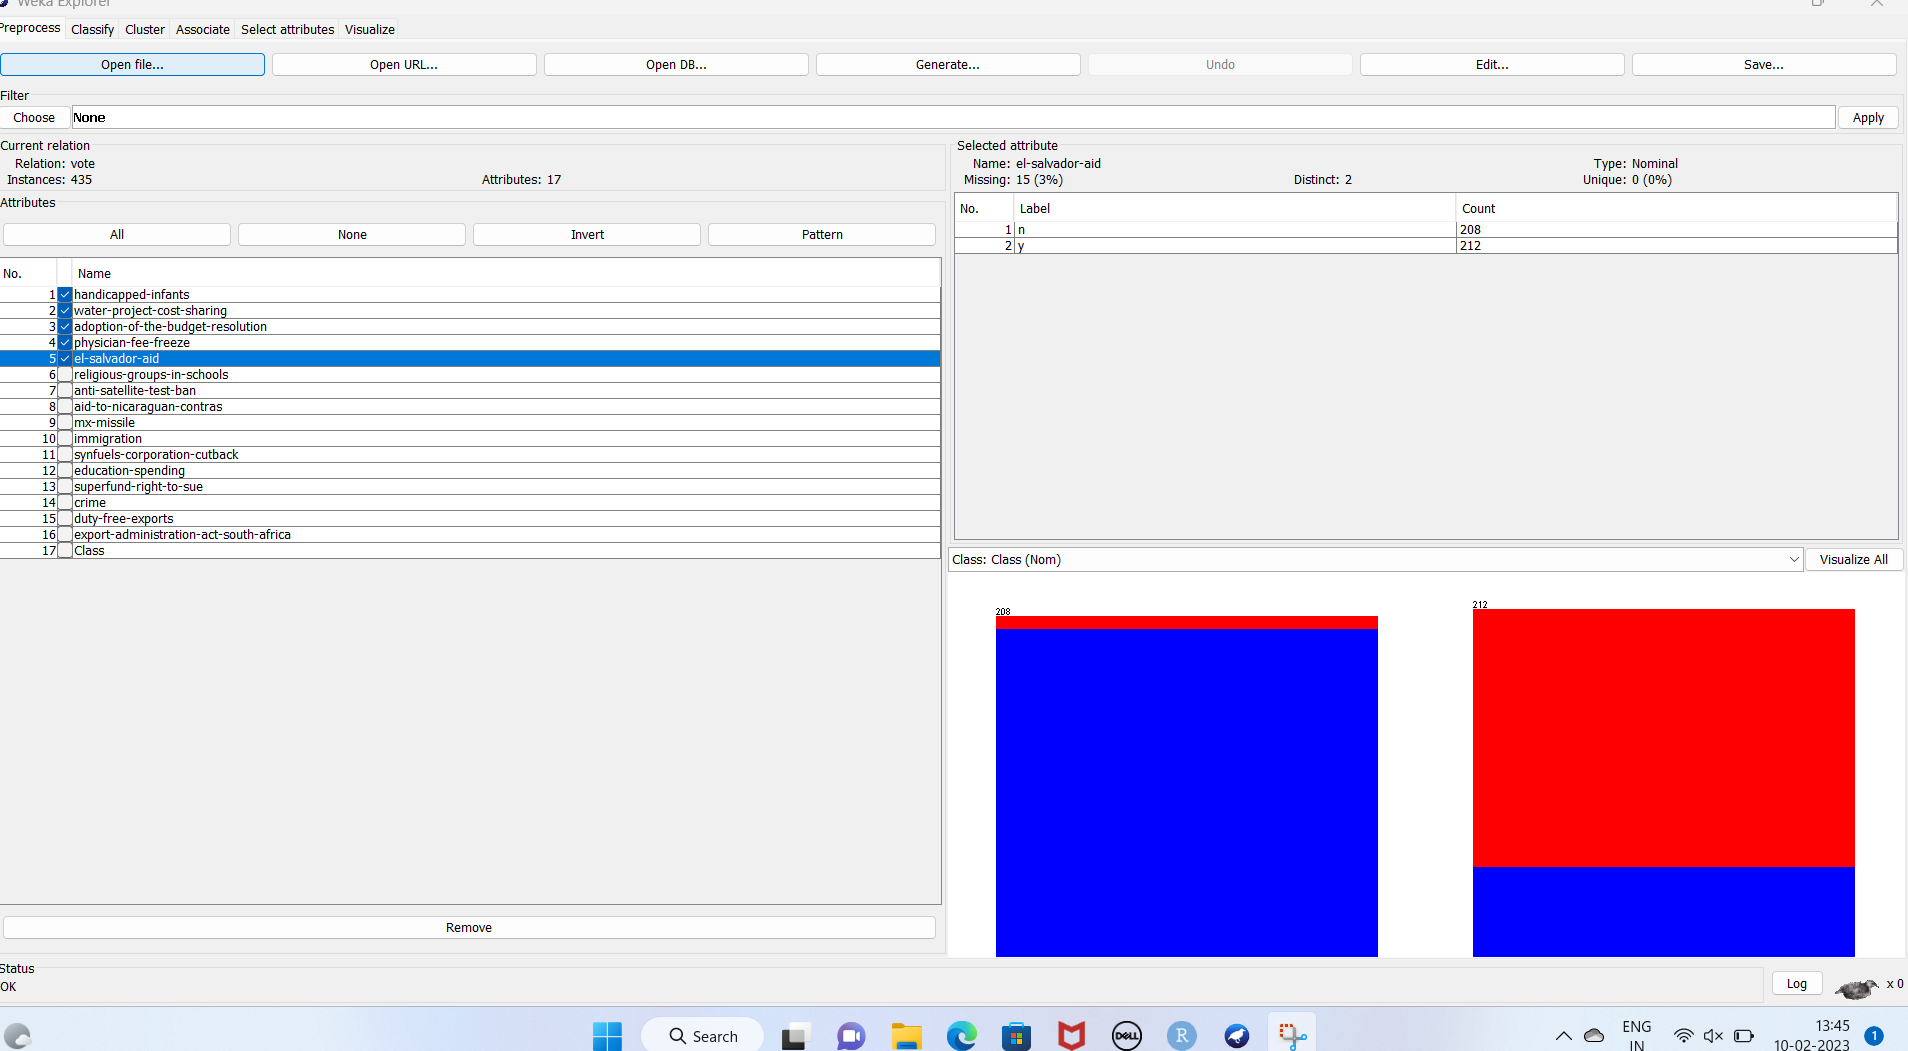 Weka Explorer
Preprocess Classify Cluster Associate Select attributes Visualize
Open file... Open URL... Open DB... Generate... Undo Edit... Save...
Filter
Choose None Apply
Current relation
Relation: vote
Instances: 435 Attributes: 17
Attributes
All None Invert Pattern
No. Name
1 handicapped-infants
2 water-project-cost-sharing
3 adoption-of-the-budget-resolution
4 physician-fee-freeze
5 el-salvador-aid
6 religious-groups-in-schools
7 anti-satellite-test-ban
8 aid-to-nicaraguan-contras
9 mx-missile
10 immigration
11 synfuels-corporation-cutback
12 education-spending
13 superfund-right-to-sue
14 crime
15 duty-free-exports
16 export-administration-act-south-africa
17 Class
Remove
Selected attribute
Name: el-salvador-aid Type: Nominal
Missing: 15 (3%) Distinct: 2 Unique: 0 (0%)
No. Label Count
1 n 208
2 y 212
Class: Class (Nom) Visualize All
208
212
Status
OK
Log x 0
Search
DELL
R
ENG
IN
13:45
10-02-2023
1